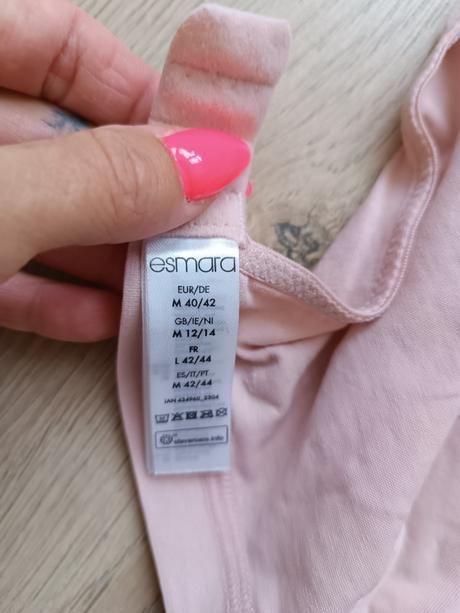 esmara
EUR/DE
M 40/42
GB/IE/NI
M 12/14
FR
L 42/44
ES/IT/PT
M 42/44